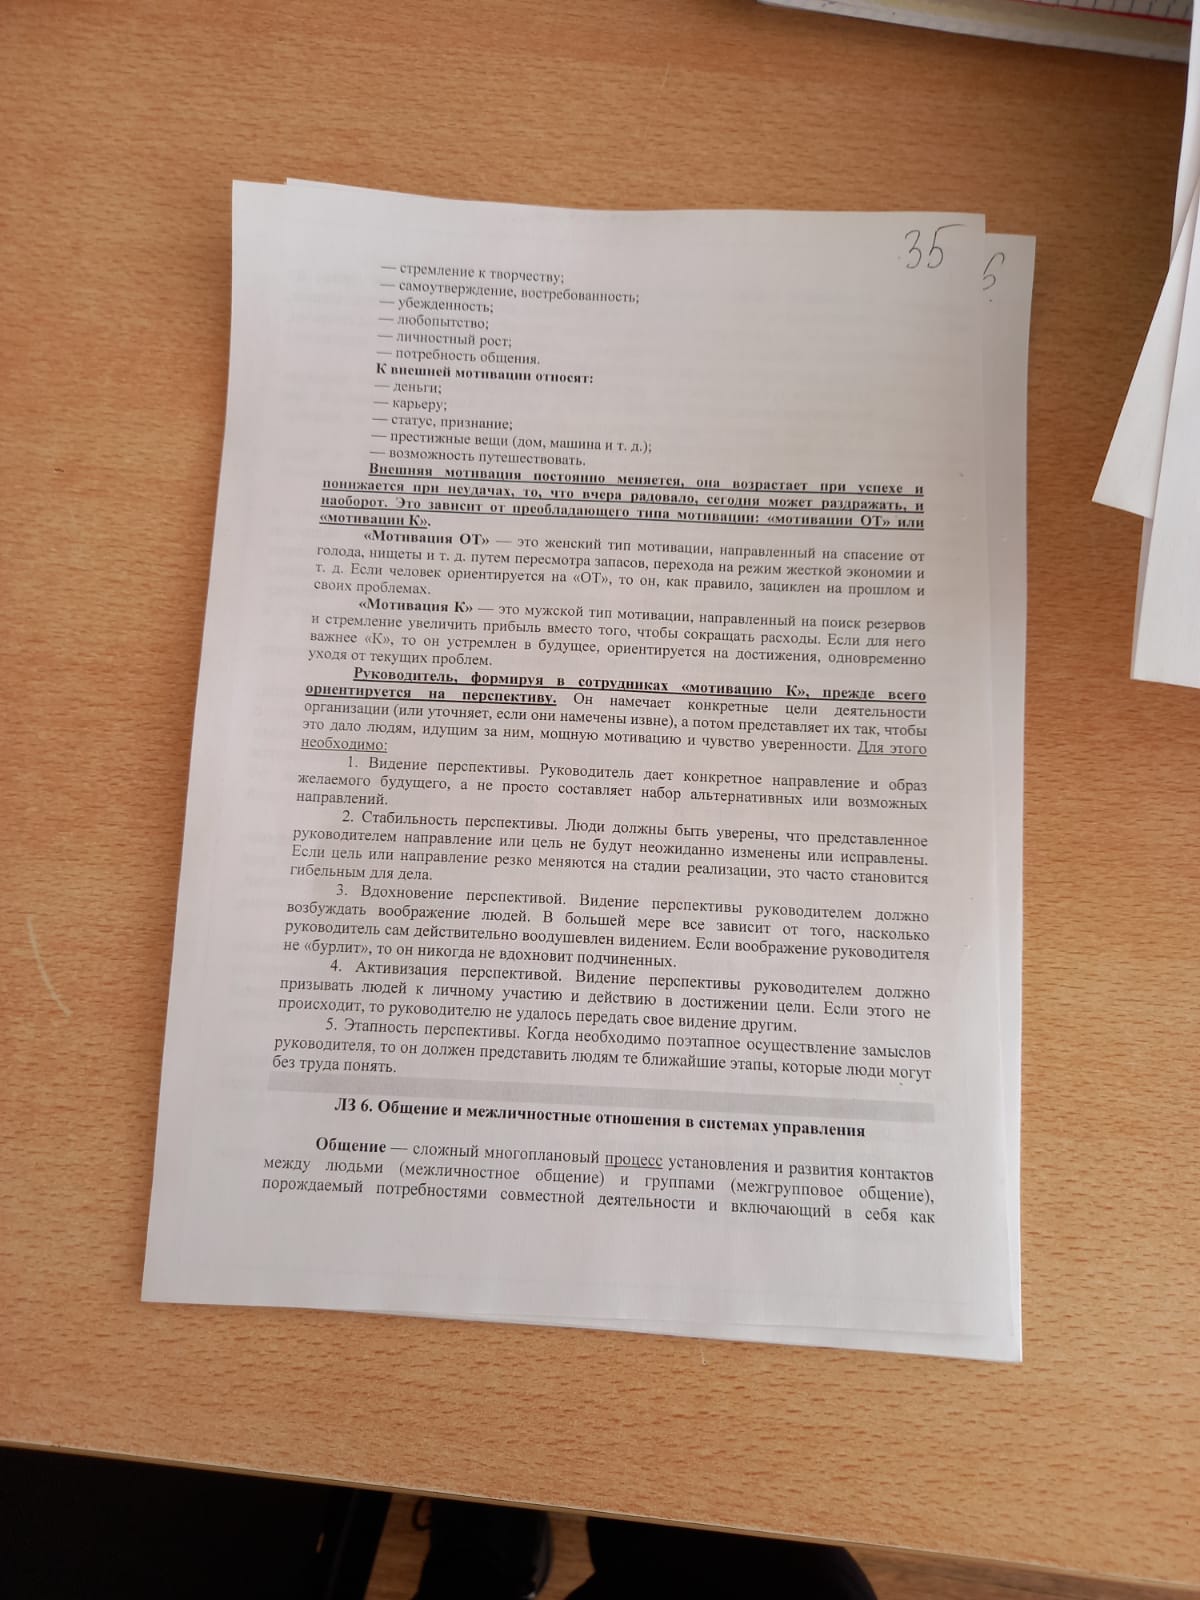 35
5
— стремление к творчеству;
— самоутверждение, востребованность;
— убежденность;
— любопытство;
— личностный рост;
— потребность общения.
К внешней мотивации относят:
— деньги;
— карьеру;
— статус, признание;
— престижные вещи (дом, машина и т. д.);
— возможность путешествовать.
Внешняя мотивация постоянно меняется, она возрастает при успехе и
понижается при неудачах, то, что вчера радовало, сегодня может раздражать, и
наоборот. Это зависит от преобладающего типа мотивации: «мотивации ОТ» или
«мотивации К».
«Мотивация ОТ» — это женский тип мотивации, направленный на спасение от
голода, нищеты и т. д. путем пересмотра запасов, перехода на режим жесткой экономии и
т. д. Если человек ориентируется на «ОТ», то он, как правило, зациклен на прошлом и
своих проблемах.
«Мотивация К» — это мужской тип мотивации, направленный на поиск резервов
и стремление увеличить прибыль вместо того, чтобы сокращать расходы. Если для него
важнее «К», то он устремлен в будущее, ориентируется на достижения, одновременно
уходя от текущих проблем.
Руководитель, формируя в сотрудниках «мотивацию К», прежде всего
ориентируется на перспективу. Он намечает конкретные цели деятельности
организации (или уточняет, если они намечены извне), а потом представляет их так, чтобы
это дало людям, идущим за ним, мощную мотивацию и чувство уверенности. Для этого
необходимо:
1. Видение перспективы. Руководитель дает конкретное направление и образ
желаемого будущего, а не просто составляет набор альтернативных или возможных
направлений.
2. Стабильность перспективы. Люди должны быть уверены, что представленное
руководителем направление или цель не будут неожиданно изменены или исправлены.
Если цель или направление резко меняются на стадии реализации, это часто становится
гибельным для дела.
3. Вдохновение перспективой. Видение перспективы руководителем должно
возбуждать воображение людей. В большей мере все зависит от того, насколько
руководитель сам действительно воодушевлен видением. Если воображение руководителя
не «бурлит», то он никогда не вдохновит подчиненных.
4. Активизация перспективой. Видение перспективы руководителем должно
призывать людей к личному участию и действию в достижении цели. Если этого не
происходит, то руководителю не удалось передать свое видение другим.
5. Этапность перспективы. Когда необходимо поэтапное осуществление замыслов
руководителя, то он должен представить людям те ближайшие этапы, которые люди могут
без труда понять.
ЛЗ 6. Общение и межличностные отношения в системах управления
Общение — сложный многоплановый процесс установления и развития контактов
между людьми (межличностное общение) и группами (межгрупповое общение),
порождаемый потребностями совместной деятельности и включающий в себя как